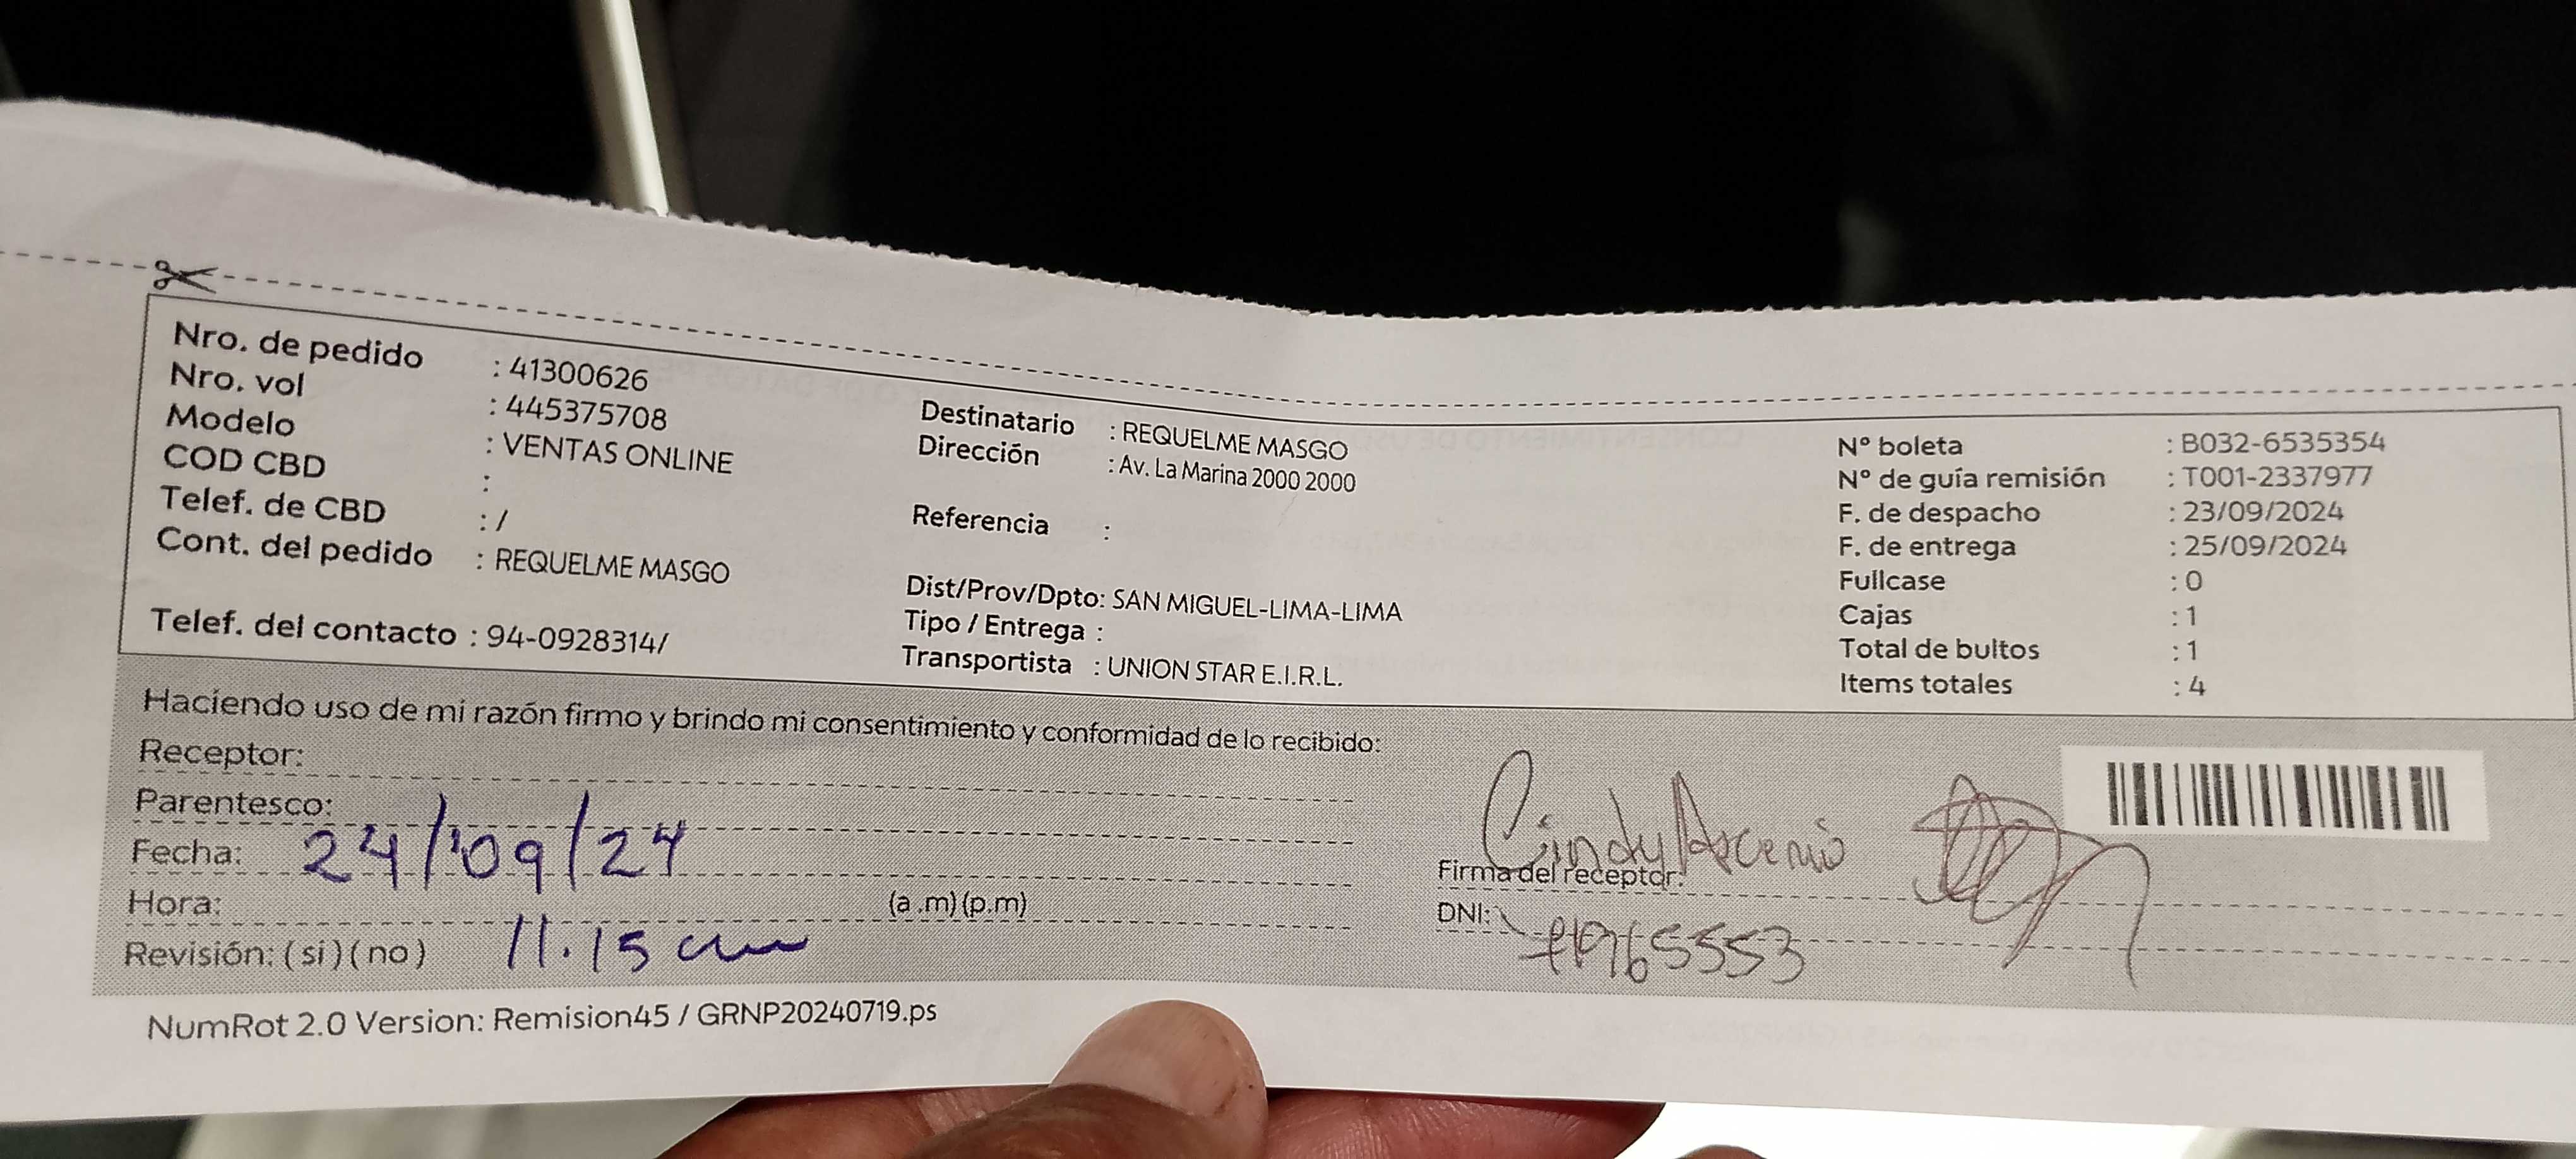 Nro. de pedido : 41300626
Nro. vol : 445375708
Modelo : VENTAS ONLINE
COD CBD :
Telef. de CBD : /
Cont. del pedido : REQUELME MASGO
Telef. del contacto : 94-0928314/
Destinatario : REQUELME MASGO
Dirección : Av. La Marina 2000 2000
Referencia :
Dist/Prov/Dpto: SAN MIGUEL-LIMA-LIMA
Tipo / Entrega :
Transportista : UNION STAR E.I.R.L.
Nº boleta : B032-6535354
Nº de guía remisión : T001-2337977
F. de despacho : 23/09/2024
F. de entrega : 25/09/2024
Fullcase : 0
Cajas : 1
Total de bultos : 1
Items totales : 4
Haciendo uso de mi razón firmo y brindo mi consentimiento y conformidad de lo recibido:
Receptor:
Parentesco:
Fecha: 24/09/24
Hora: (a .m) (p.m)
Revisión: ( si ) ( no ) 11.15 am
Cindy Ascenio
Firma del receptor:
DNI:
NumRot 2.0 Version: Remision45 / GRNP20240719.ps